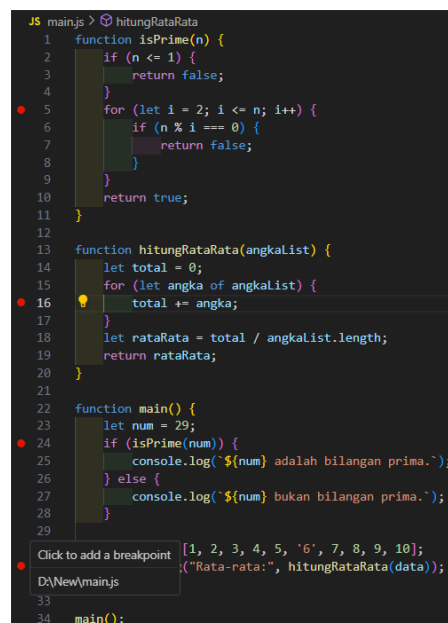 JS main.js > hitungRataRata
1 function isPrime(n) {
2 if (n <= 1) {
3 return false;
4 }
5 for (let i = 2; i <= n; i++) {
6 if (n % i === 0) {
7 return false;
8 }
9 }
10 return true;
11 }
12
13 function hitungRataRata(angkaList) {
14 let total = 0;
15 for (let angka of angkaList) {
16 total += angka;
17 }
18 let rataRata = total / angkaList.length;
19 return rataRata;
20 }
21
22 function main() {
23 let num = 29;
24 if (isPrime(num)) {
25 console.log(`${num} adalah bilangan prima.`);
26 } else {
27 console.log(`${num} bukan bilangan prima.`);
28 }
29
Click to add a breakpoint [1, 2, 3, 4, 5, '6', 7, 8, 9, 10];
("Rata-rata:", hitungRataRata(data));
D:\New\main.js
33
34 main();